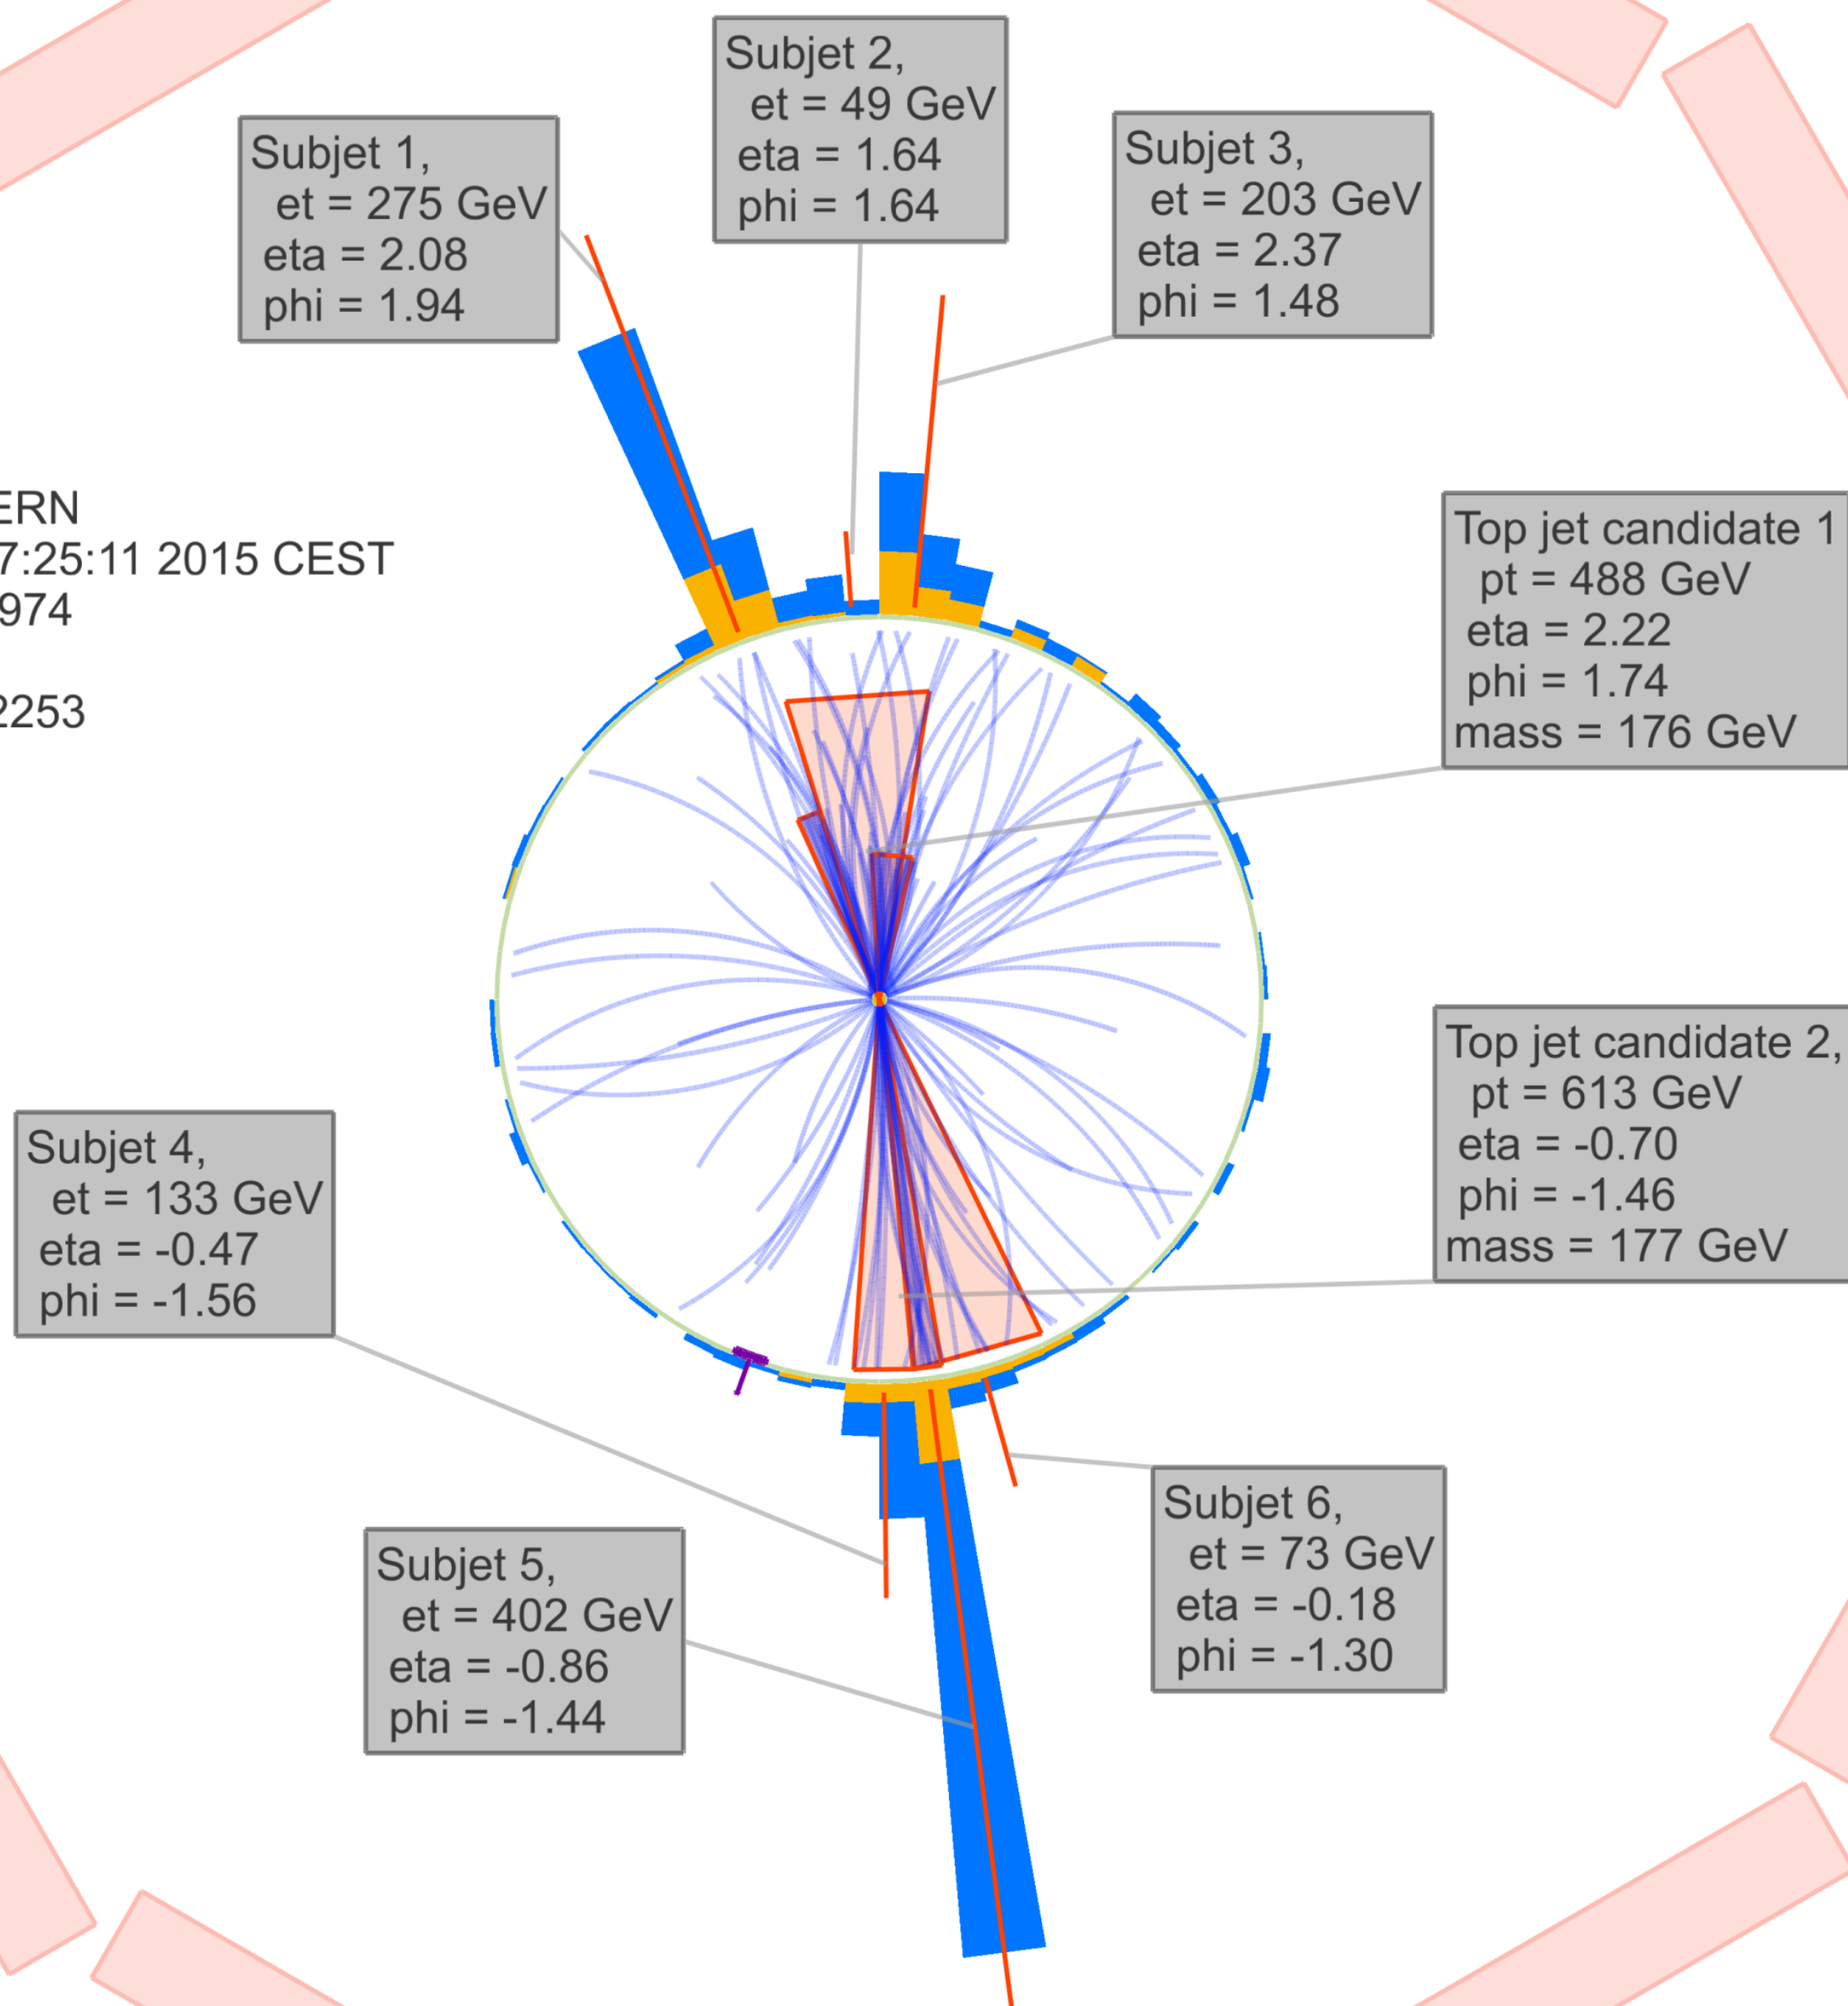 Subjet 2,
et = 49 GeV
eta = 1.64
phi = 1.64
Subjet 1,
et = 275 GeV
eta = 2.08
phi = 1.94
Subjet 3,
et = 203 GeV
eta = 2.37
phi = 1.48
ERN
7:25:11 2015 CEST
974
2253
Top jet candidate 1
pt = 488 GeV
eta = 2.22
phi = 1.74
mass = 176 GeV
Top jet candidate 2,
pt = 613 GeV
eta = -0.70
phi = -1.46
mass = 177 GeV
Subjet 4,
et = 133 GeV
eta = -0.47
phi = -1.56
Subjet 5,
et = 402 GeV
eta = -0.86
phi = -1.44
Subjet 6,
et = 73 GeV
eta = -0.18
phi = -1.30